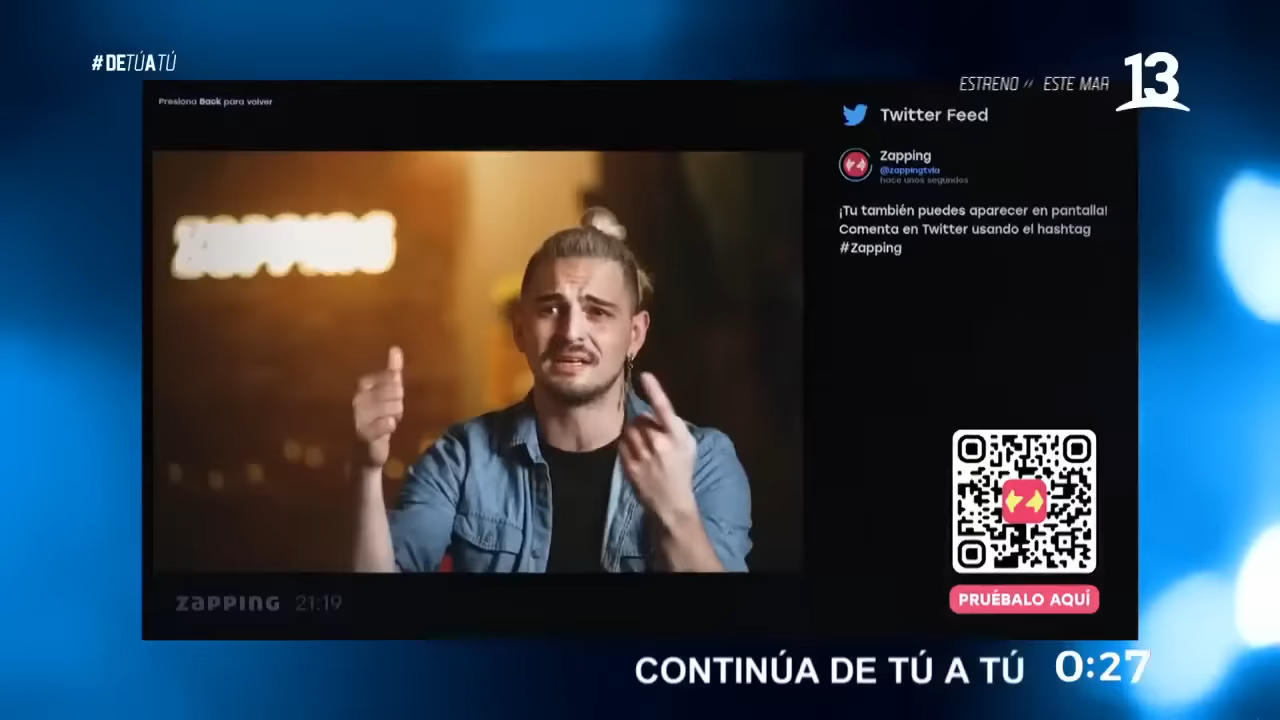 #DETÚATÚ
ESTRENO // ESTE MAR
13
Presiona Back para volver
Twitter Feed
Zapping
@zappingtvla
hace unos segundos
¡Tu también puedes aparecer en pantalla!
Comenta en Twitter usando el hashtag
#Zapping
ZAPPING
zapping 21:19
PRUÉBALO AQUÍ
CONTINÚA DE TÚ A TÚ 0:27